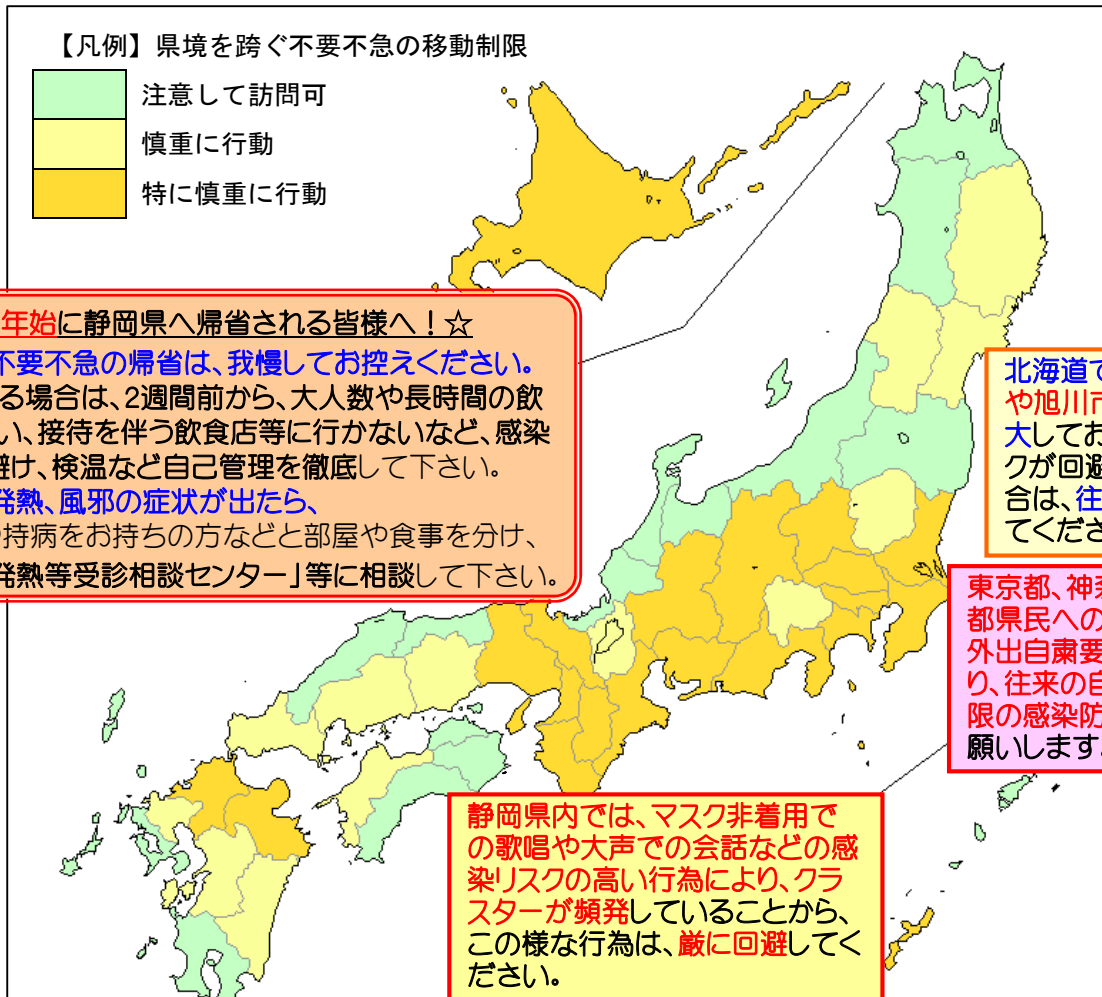 【凡例】県境を跨ぐ不要不急の移動制限
注意して訪問可
慎重に行動
特に慎重に行動
年始に静岡県へ帰省される皆様へ！☆
不要不急の帰省は、我慢してお控えください。
る場合は、2週間前から、大人数や長時間の飲
い、接待を伴う飲食店等に行かないなど、感染
避け、検温など自己管理を徹底して下さい。
発熱、風邪の症状が出たら、
や持病をお持ちの方などと部屋や食事を分け、
発熱等受診相談センター」等に相談して下さい。
北海道で
や旭川市
大してお
クが回避
合は、往
てくださ
東京都、神奈
都県民への
外出自粛要
り、往来の自
限の感染防
願いします。
静岡県内では、マスク非着用で
の歌唱や大声での会話などの感
染リスクの高い行為により、クラ
スターが頻発していることから、
この様な行為は、厳に回避してく
ださい。